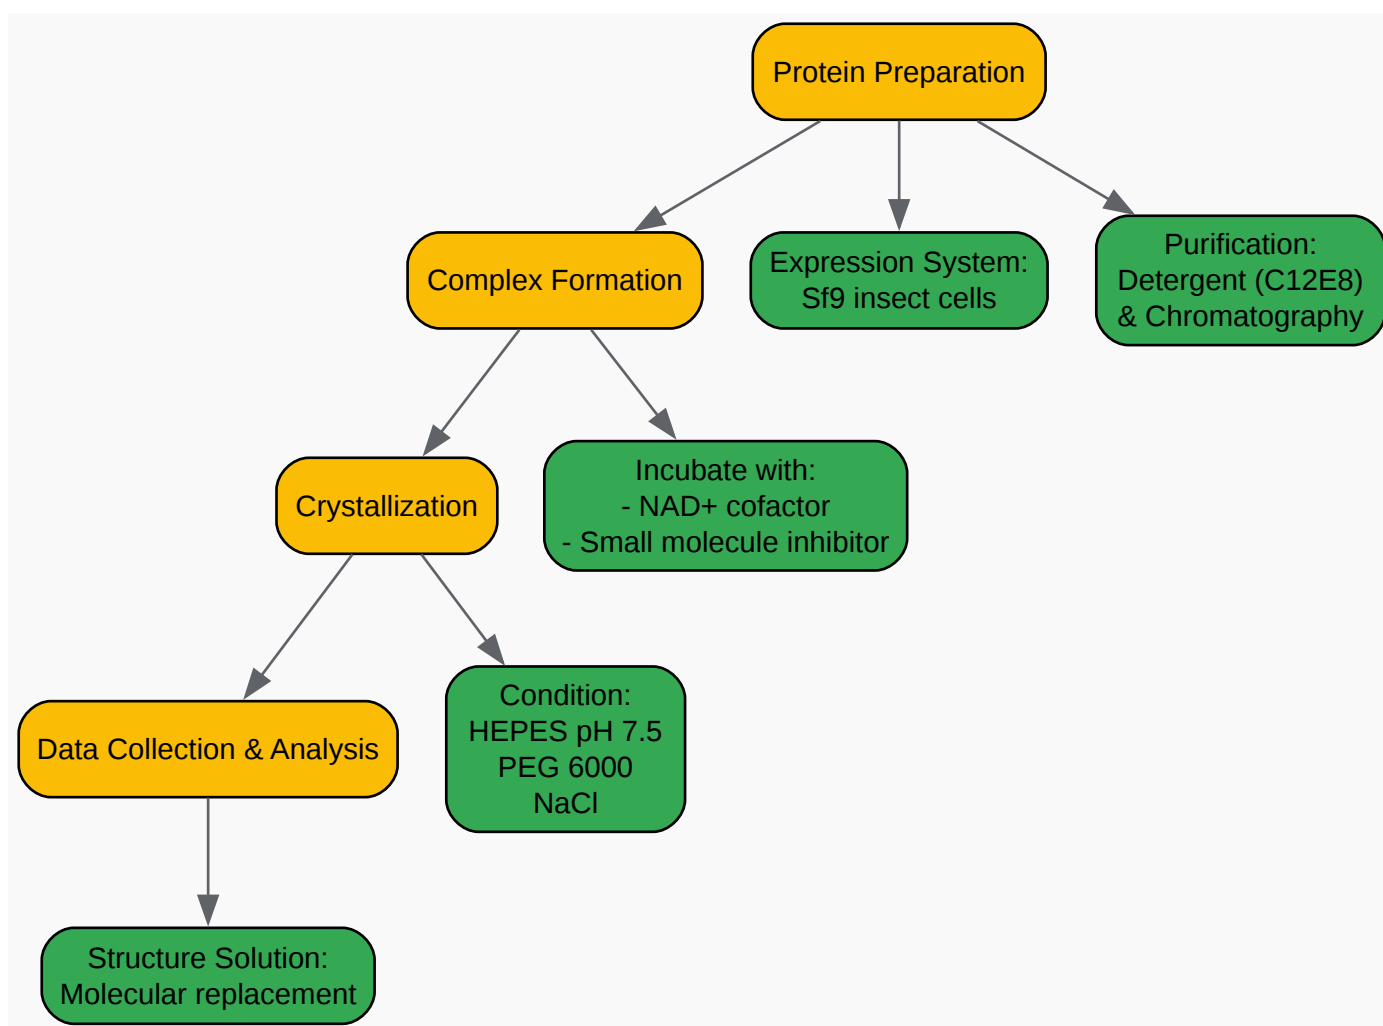 Protein Preparation
Complex Formation
Expression System:
Sf9 insect cells
Purification:
Detergent (C12E8)
& Chromatography
Crystallization
Incubate with:
- NAD+ cofactor
- Small molecule inhibitor
Data Collection & Analysis
Condition:
HEPES pH 7.5
PEG 6000
NaCl
Structure Solution:
Molecular replacement